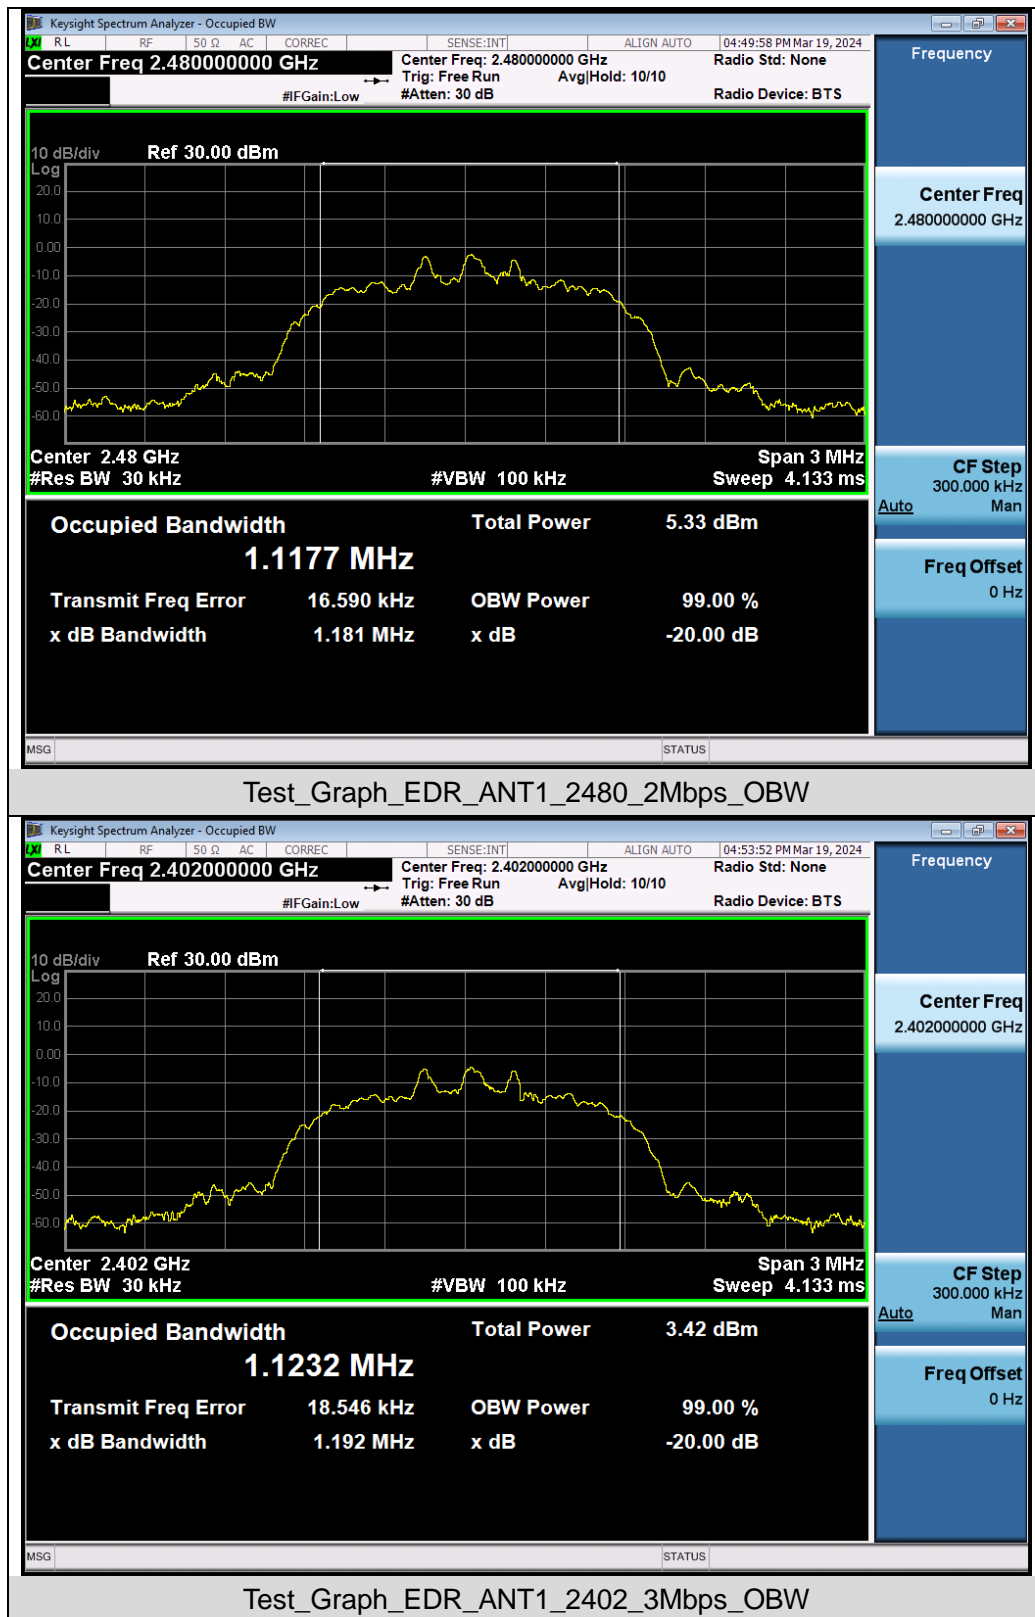 Keysight Spectrum Analyzer - Occupied BW
LXI RL RF 50 Ω AC CORREC SENSE:INT ALIGN AUTO 04:49:58 PM Mar 19, 2024
Center Freq 2.480000000 GHz
Center Freq: 2.480000000 GHz
Radio Std: None
Trig: Free Run Avg|Hold: 10/10
#IFGain:Low
#Atten: 30 dB
Radio Device: BTS
Frequency
10 dB/div Ref 30.00 dBm
Log
20.0
10.0
0.00
-10.0
-20.0
-30.0
-40.0
-50.0
-60.0
Center Freq
2.480000000 GHz
Center 2.48 GHz Span 3 MHz
#Res BW 30 kHz #VBW 100 kHz Sweep 4.133 ms
CF Step
300.000 kHz
Auto Man
Occupied Bandwidth Total Power 5.33 dBm
1.1177 MHz
Transmit Freq Error 16.590 kHz OBW Power 99.00 %
x dB Bandwidth 1.181 MHz x dB -20.00 dB
Freq Offset
0 Hz
MSG STATUS
Test_Graph_EDR_ANT1_2480_2Mbps_OBW
Keysight Spectrum Analyzer - Occupied BW
LXI RL RF 50 Ω AC CORREC SENSE:INT ALIGN AUTO 04:53:52 PM Mar 19, 2024
Center Freq 2.402000000 GHz
Center Freq: 2.402000000 GHz
Radio Std: None
Trig: Free Run Avg|Hold: 10/10
#IFGain:Low
#Atten: 30 dB
Radio Device: BTS
Frequency
10 dB/div Ref 30.00 dBm
Log
20.0
10.0
0.00
-10.0
-20.0
-30.0
-40.0
-50.0
-60.0
Center Freq
2.402000000 GHz
Center 2.402 GHz Span 3 MHz
#Res BW 30 kHz #VBW 100 kHz Sweep 4.133 ms
CF Step
300.000 kHz
Auto Man
Occupied Bandwidth Total Power 3.42 dBm
1.1232 MHz
Transmit Freq Error 18.546 kHz OBW Power 99.00 %
x dB Bandwidth 1.192 MHz x dB -20.00 dB
Freq Offset
0 Hz
MSG STATUS
Test_Graph_EDR_ANT1_2402_3Mbps_OBW